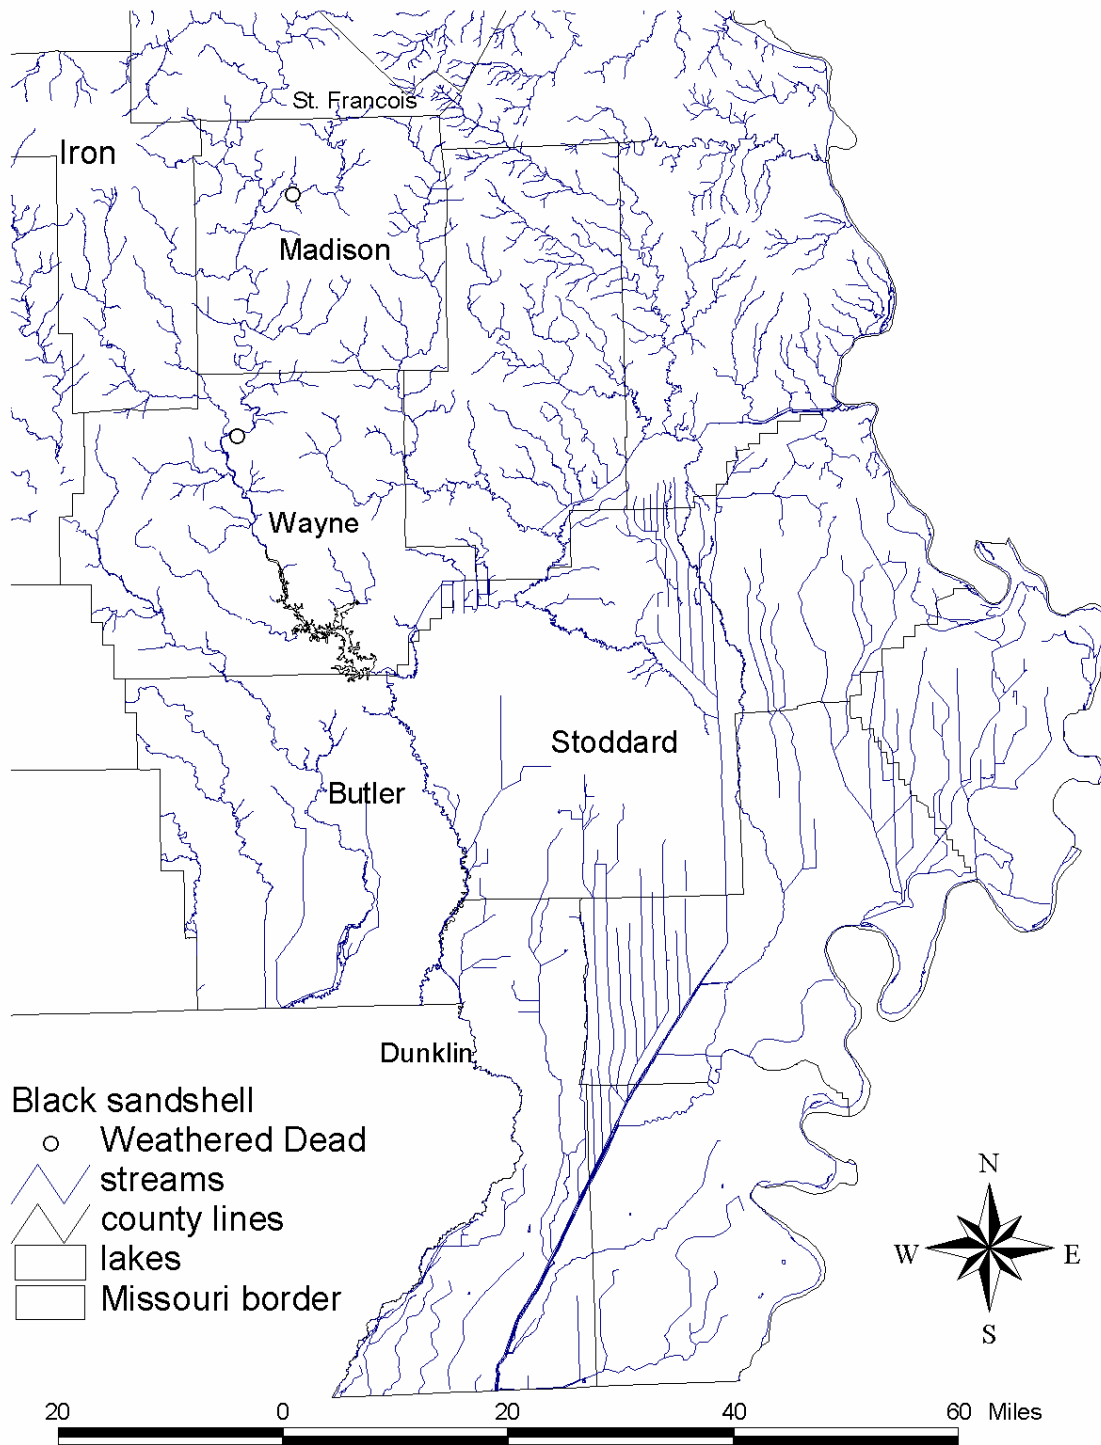 St. Francois
Iron
Madison
Wayne
Stoddard
Butler
Dunklin
Black sandshell
Weathered Dead
streams
county lines
lakes
Missouri border
N
W E
S
20 0 20 40 60 Miles